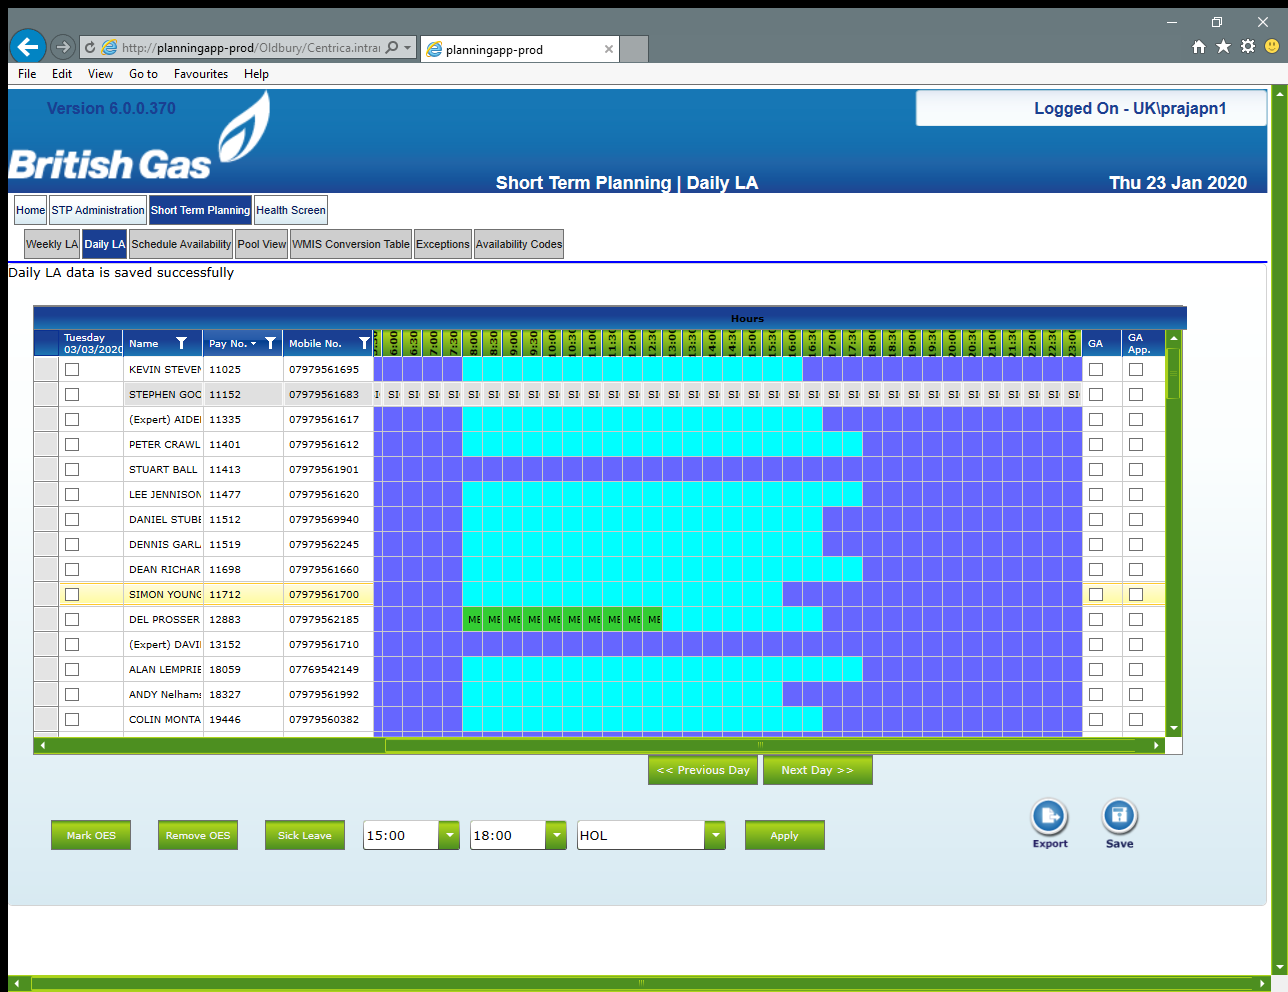 http://planningapp-prod/Oldbury/Centrica.intran
planningapp-prod
File Edit View Go to Favourites Help
Version 6.0.0.370
Logged On - UK\prajapn1
British Gas
Short Term Planning | Daily LA
Thu 23 Jan 2020
Home STP Administration Short Term Planning Health Screen
Weekly LA Daily LA Schedule Availability Pool View WMIS Conversion Table Exceptions Availability Codes
Daily LA data is saved successfully
Hours
Tuesday 03/03/2020 Name Pay No. Mobile No. 6:00 6:30 7:00 7:30 8:00 8:30 9:00 9:30 10:00 10:30 11:00 11:30 12:00 12:30 13:00 13:30 14:00 14:30 15:00 15:30 16:00 16:30 17:00 17:30 18:00 18:30 19:00 19:30 20:00 20:30 21:00 21:30 22:00 22:30 23:00 GA GA App.
KEVIN STEVEN 11025 07979561695
STEPHEN GOO 11152 07979561683 SI SI SI SI SI SI SI SI SI SI SI SI SI SI SI SI SI SI SI SI SI SI SI SI SI SI SI SI SI SI SI SI SI SI SI
(Expert) AIDE 11335 07979561617
PETER CRAWL 11401 07979561612
STUART BALL 11413 07979561901
LEE JENNISON 11477 07979561620
DANIEL STUBB 11512 07979569940
DENNIS GARL 11519 07979562245
DEAN RICHAR 11698 07979561660
SIMON YOUNG 11712 07979561700
DEL PROSSER 12883 07979562185 ME ME ME ME ME ME ME ME ME ME
(Expert) DAVI 13152 07979561710
ALAN LEMPRIE 18059 07769542149
ANDY Nelhams 18327 07979561992
COLIN MONTA 19446 07979560382
<< Previous Day Next Day >>
Mark OES Remove OES Sick Leave 15:00 18:00 HOL Apply
Export Save